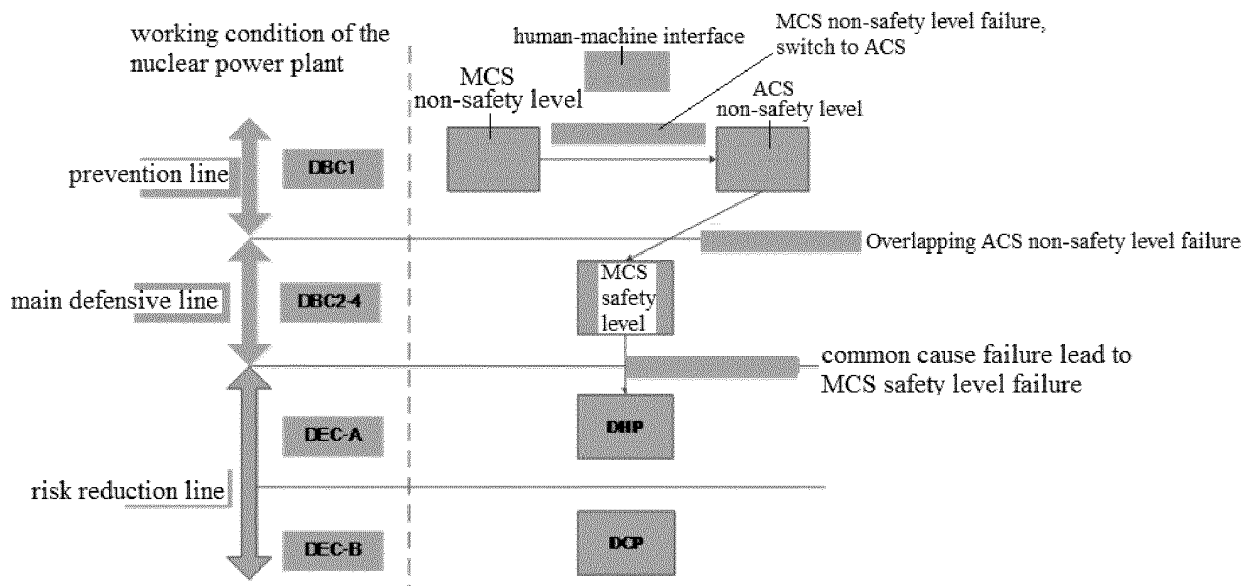 working condition of the
nuclear power plant
human-machine interface
MCS non-safety level failure,
switch to ACS
MCS
non-safety level
ACS
non-safety level
prevention line
DBC1
Overlapping ACS non-safety level failure
main defensive line
DBC2-4
MCS
safety
level
common cause failure lead to
MCS safety level failure
DEC-A
DHP
risk reduction line
DEC-B
DCP